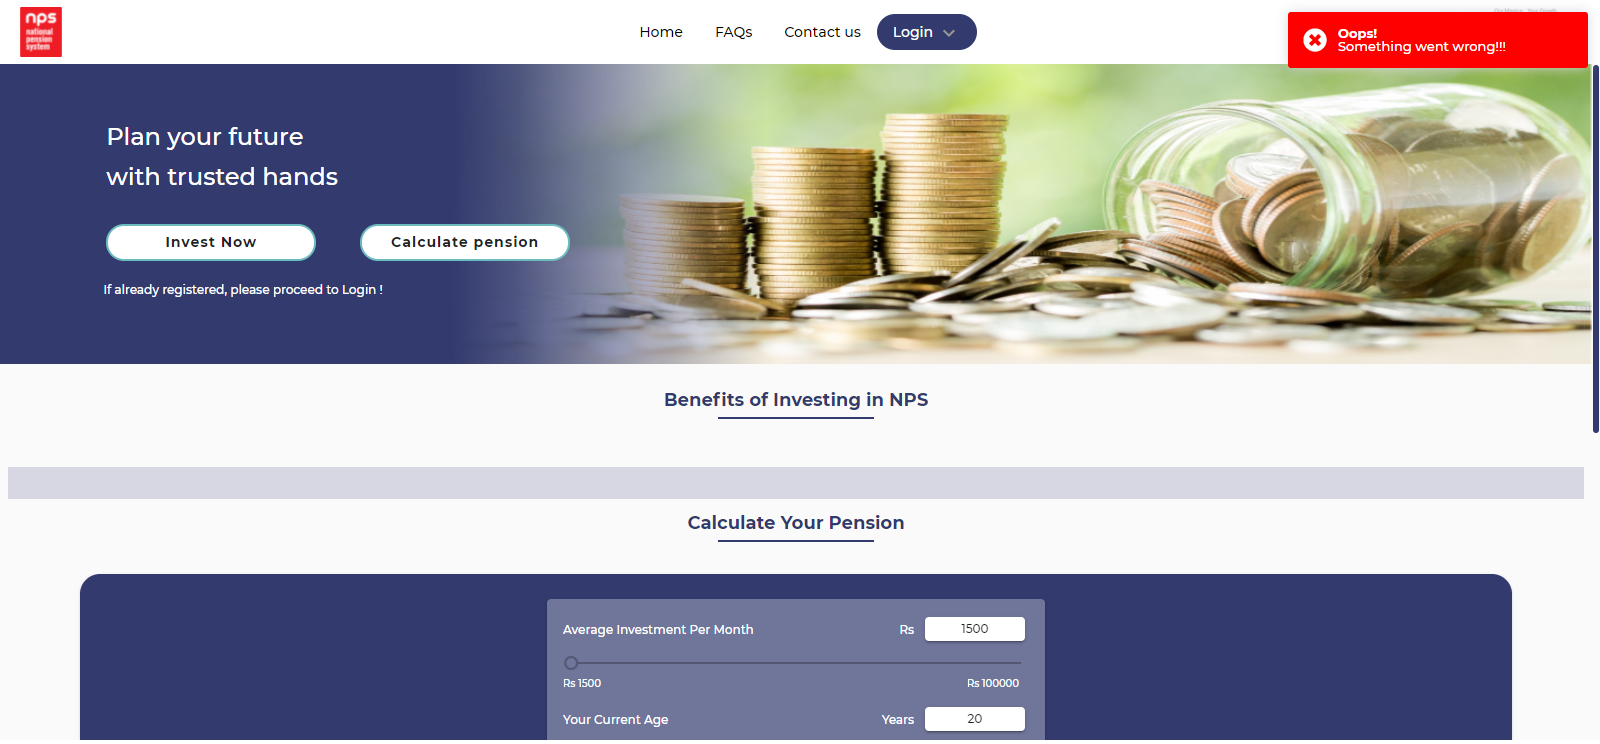 nps
national
pension
system
Home
FAQs
Contact us
Login
Oops!
Something went wrong!!!
Plan your future
with trusted hands
Invest Now
Calculate pension
If already registered, please proceed to Login !
Benefits of Investing in NPS
Calculate Your Pension
Average Investment Per Month Rs 1500
Rs 1500 Rs 100000
Your Current Age Years 20